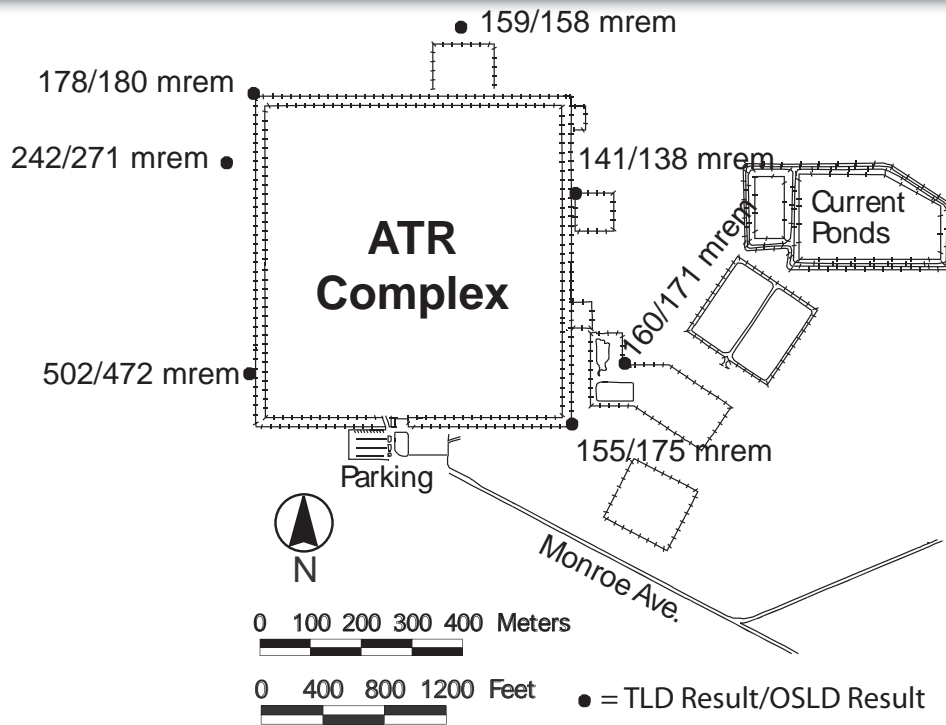 159/158 mrem
178/180 mrem
242/271 mrem
141/138 mrem
Current
Ponds
ATR
Complex
160/171 mrem
502/472 mrem
155/175 mrem
Parking
N
Monroe Ave.
0 100 200 300 400 Meters
0 400 800 1200 Feet
= TLD Result/OSLD Result